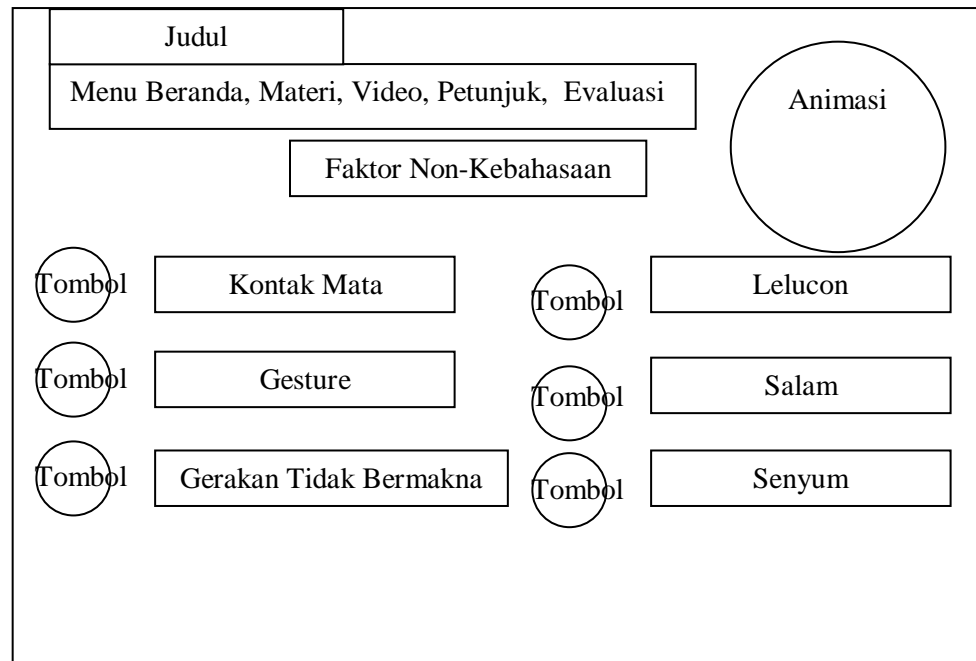 Judul
Menu Beranda, Materi, Video, Petunjuk, Evaluasi
Animasi
Faktor Non-Kebahasaan
Tombol
Kontak Mata
Tombol
Lelucon
Tombol
Gesture
Tombol
Salam
Tombol
Gerakan Tidak Bermakna
Tombol
Senyum